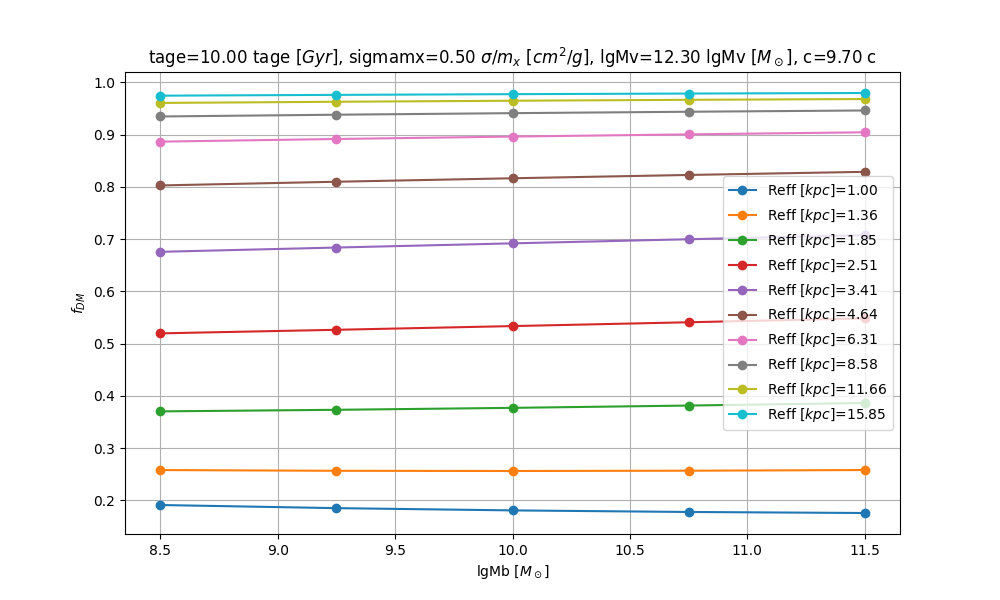 tage=10.00 tage [Gyr], sigmamx=0.50 σ/mₓ [cm²/g], lgMv=12.30 lgMv [M⊙], c=9.70 c
1.0
0.9
0.8
0.7
0.6
0.5
0.4
0.3
0.2
f_DM
Reff [kpc]=1.00
Reff [kpc]=1.36
Reff [kpc]=1.85
Reff [kpc]=2.51
Reff [kpc]=3.41
Reff [kpc]=4.64
Reff [kpc]=6.31
Reff [kpc]=8.58
Reff [kpc]=11.66
Reff [kpc]=15.85
8.5 9.0 9.5 10.0 10.5 11.0 11.5
lgMb [M⊙]